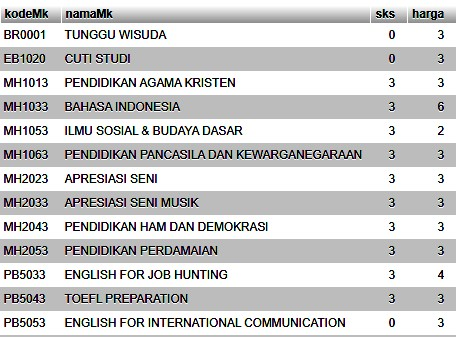 kodeMk namaMk sks harga
BR0001 TUNGGU WISUDA 0 3
EB1020 CUTI STUDI 0 3
MH1013 PENDIDIKAN AGAMA KRISTEN 3 3
MH1033 BAHASA INDONESIA 3 6
MH1053 ILMU SOSIAL & BUDAYA DASAR 3 2
MH1063 PENDIDIKAN PANCASILA DAN KEWARGANEGARAAN 3 3
MH2023 APRESIASI SENI 3 3
MH2033 APRESIASI SENI MUSIK 3 3
MH2043 PENDIDIKAN HAM DAN DEMOKRASI 3 3
MH2053 PENDIDIKAN PERDAMAIAN 3 3
PB5033 ENGLISH FOR JOB HUNTING 3 4
PB5043 TOEFL PREPARATION 3 3
PB5053 ENGLISH FOR INTERNATIONAL COMMUNICATION 0 3